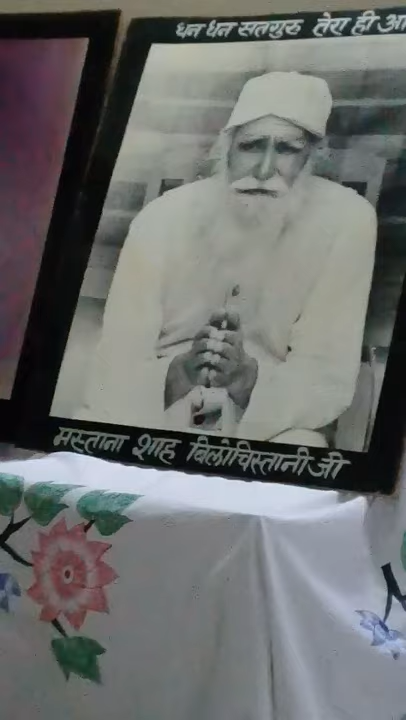 धन धन सतगुरु तेरा ही
मस्ताना शाह बिलोचिस्तानी जी